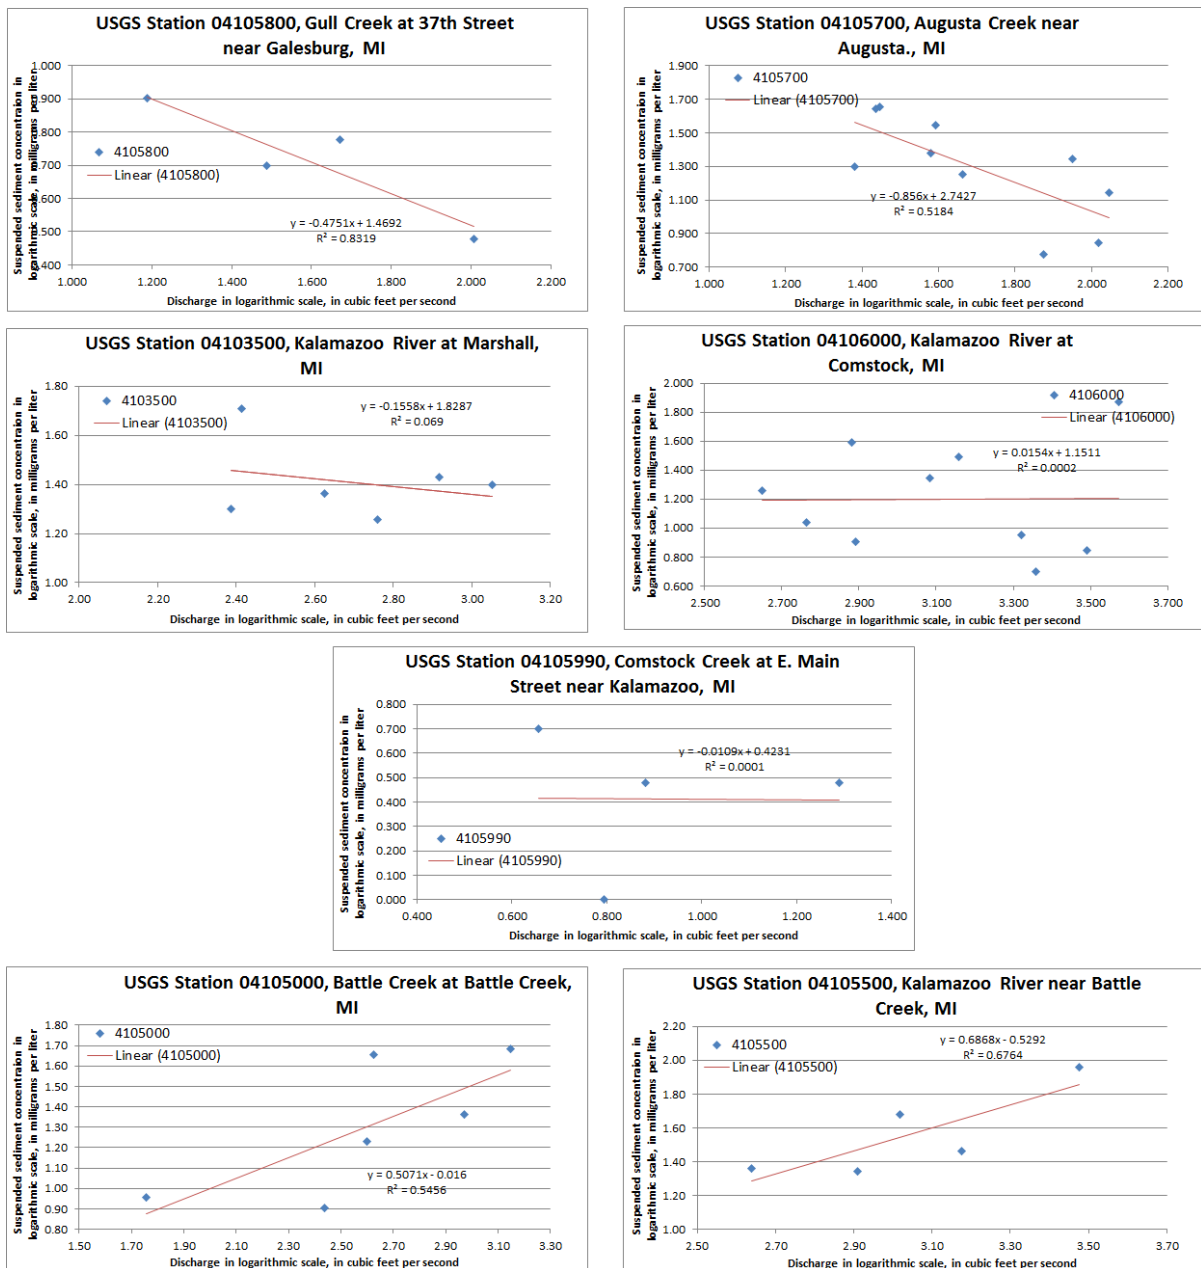 USGS Station 04105800, Gull Creek at 37th Street
near Galesburg, MI
Suspended sediment concentraion in
logarithmic scale, in milligrams per liter
1.000
0.900
0.800
0.700
0.600
0.500
0.400
4105800
Linear (4105800)
y = -0.4751x + 1.4692
R² = 0.8319
1.000 1.200 1.400 1.600 1.800 2.000 2.200
Discharge in logarithmic scale, in cubic feet per second
USGS Station 04105700, Augusta Creek near
Augusta., MI
Suspended sediment concentraion in
logarithmic scale, in milligrams per liter
1.900
1.700
1.500
1.300
1.100
0.900
0.700
4105700
Linear (4105700)
y = -0.856x + 2.7427
R² = 0.5184
1.000 1.200 1.400 1.600 1.800 2.000 2.200
Discharge in logarithmic scale, in cubic feet per second
USGS Station 04103500, Kalamazoo River at Marshall,
MI
Suspended sediment concentraion in
logarithmic scale, in milligrams per liter
1.80
1.60
1.40
1.20
1.00
4103500
Linear (4103500)
y = -0.1558x + 1.8287
R² = 0.069
2.00 2.20 2.40 2.60 2.80 3.00 3.20
Discharge in logarithmic scale, in cubic feet per second
USGS Station 04106000, Kalamazoo River at
Comstock, MI
Suspended sediment concentraion in
logarithmic scale, in milligrams per liter
2.000
1.800
1.600
1.400
1.200
1.000
0.800
0.600
4106000
Linear (4106000)
y = 0.0154x + 1.1511
R² = 0.0002
2.500 2.700 2.900 3.100 3.300 3.500 3.700
Discharge in logarithmic scale, in cubic feet per second
USGS Station 04105990, Comstock Creek at E. Main
Street near Kalamazoo, MI
Suspended sediment concentraion in
logarithmic scale, in milligrams per liter
0.800
0.700
0.600
0.500
0.400
0.300
0.200
0.100
0.000
y = -0.0109x + 0.4231
R² = 0.0001
4105990
Linear (4105990)
0.400 0.600 0.800 1.000 1.200 1.400
Discharge in logarithmic scale, in cubic feet per second
USGS Station 04105000, Battle Creek at Battle Creek,
MI
Suspended sediment concentraion in
logarithmic scale, in milligrams per liter
1.80
1.70
1.60
1.50
1.40
1.30
1.20
1.10
1.00
0.90
0.80
4105000
Linear (4105000)
y = 0.5071x - 0.016
R² = 0.5456
1.50 1.70 1.90 2.10 2.30 2.50 2.70 2.90 3.10 3.30
Discharge in logarithmic scale, in cubic feet per second
USGS Station 04105500, Kalamazoo River near Battle
Creek, MI
Suspended sediment concentraion in
logarithmic scale, in milligrams per liter
2.20
2.00
1.80
1.60
1.40
1.20
1.00
4105500
Linear (4105500)
y = 0.6868x - 0.5292
R² = 0.6764
2.50 2.70 2.90 3.10 3.30 3.50 3.70
Discharge in logarithmic scale, in cubic feet per second